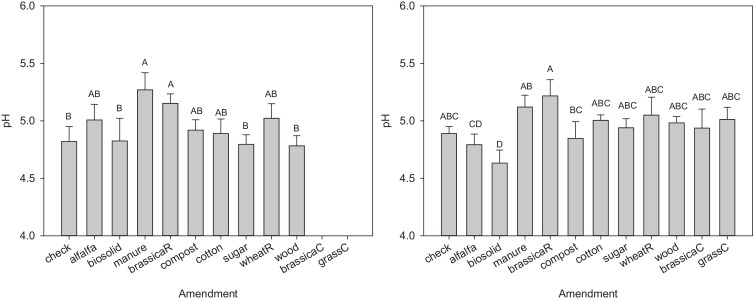 6.0
5.5
5.0
4.5
4.0
pH
B
AB
B
A
A
AB
AB
B
AB
B
check
alfalfa
biosolid
manure
brassicaR
compost
cotton
sugar
wheatR
wood
brassicaC
grassC
Amendment
6.0
5.5
5.0
4.5
4.0
pH
ABC
CD
D
AB
A
BC
ABC
ABC
ABC
ABC
ABC
ABC
check
alfalfa
biosolid
manure
brassicaR
compost
cotton
sugar
wheatR
wood
brassicaC
grassC
Amendment